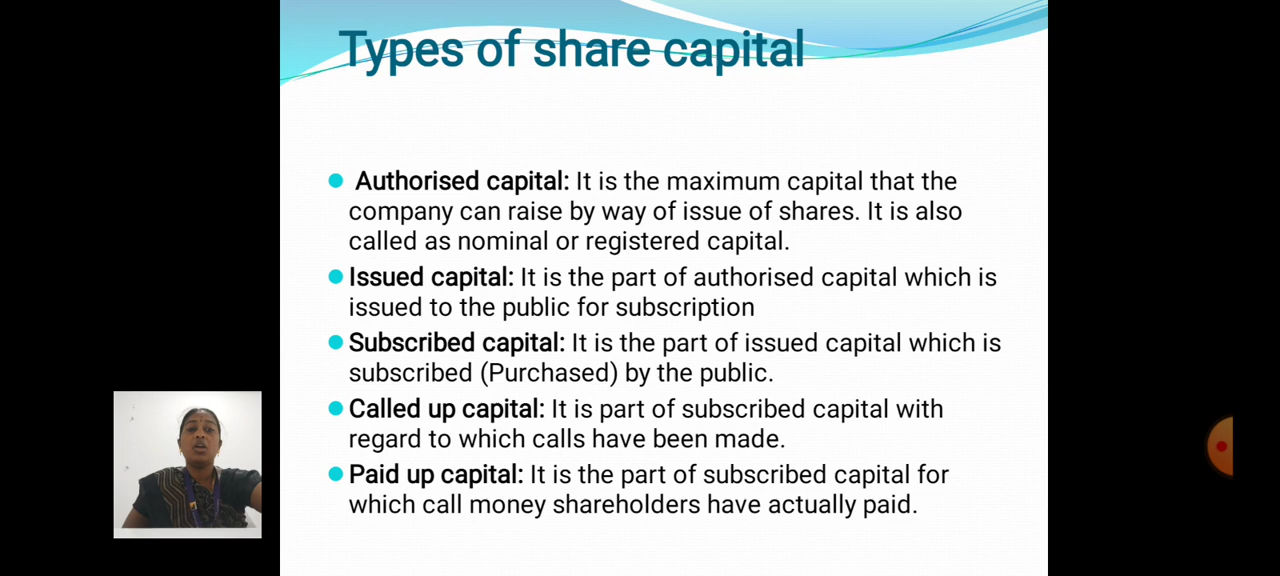 Types of share capital
Authorised capital: It is the maximum capital that the
company can raise by way of issue of shares. It is also
called as nominal or registered capital.
Issued capital: It is the part of authorised capital which is
issued to the public for subscription
Subscribed capital: It is the part of issued capital which is
subscribed (Purchased) by the public.
Called up capital: It is part of subscribed capital with
regard to which calls have been made.
Paid up capital: It is the part of subscribed capital for
which call money shareholders have actually paid.